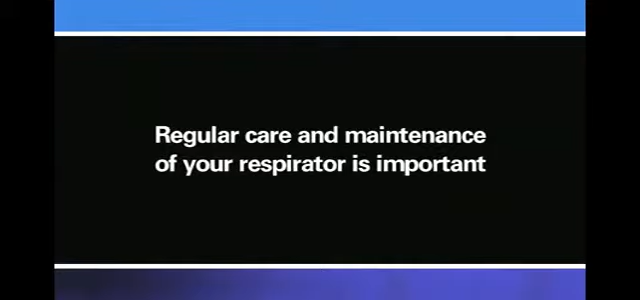 Regular care and maintenance
of your respirator is important